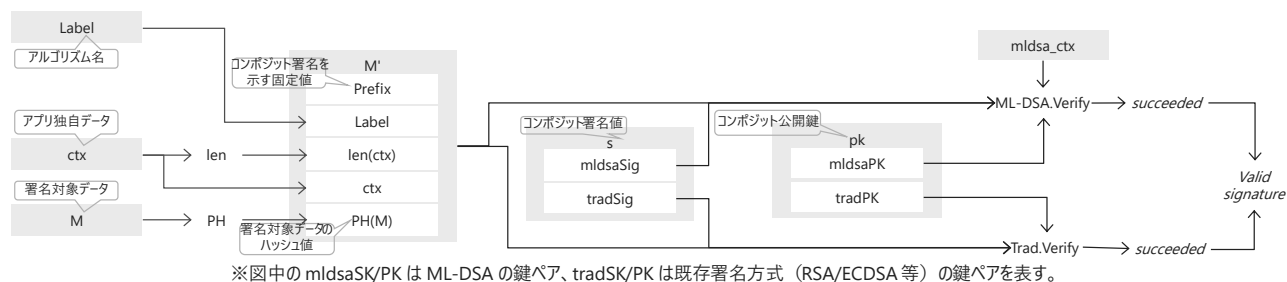 Label
アルゴリズム名
アプリ独自データ
ctx
len
署名対象データ
M
PH
M'
コンポジット署名を
示す固定値
Prefix
Label
len(ctx)
ctx
PH(M)
署名対象データの
ハッシュ値
コンポジット署名値
s
mldsaSig
tradSig
コンポジット公開鍵
pk
mldsaPK
tradPK
mldsa_ctx
ML-DSA.Verify
succeeded
Trad.Verify
succeeded
Valid
signature
※図中の mldsaSK/PK は ML-DSA の鍵ペア、tradSK/PK は既存署名方式（RSA/ECDSA 等）の鍵ペアを表す。